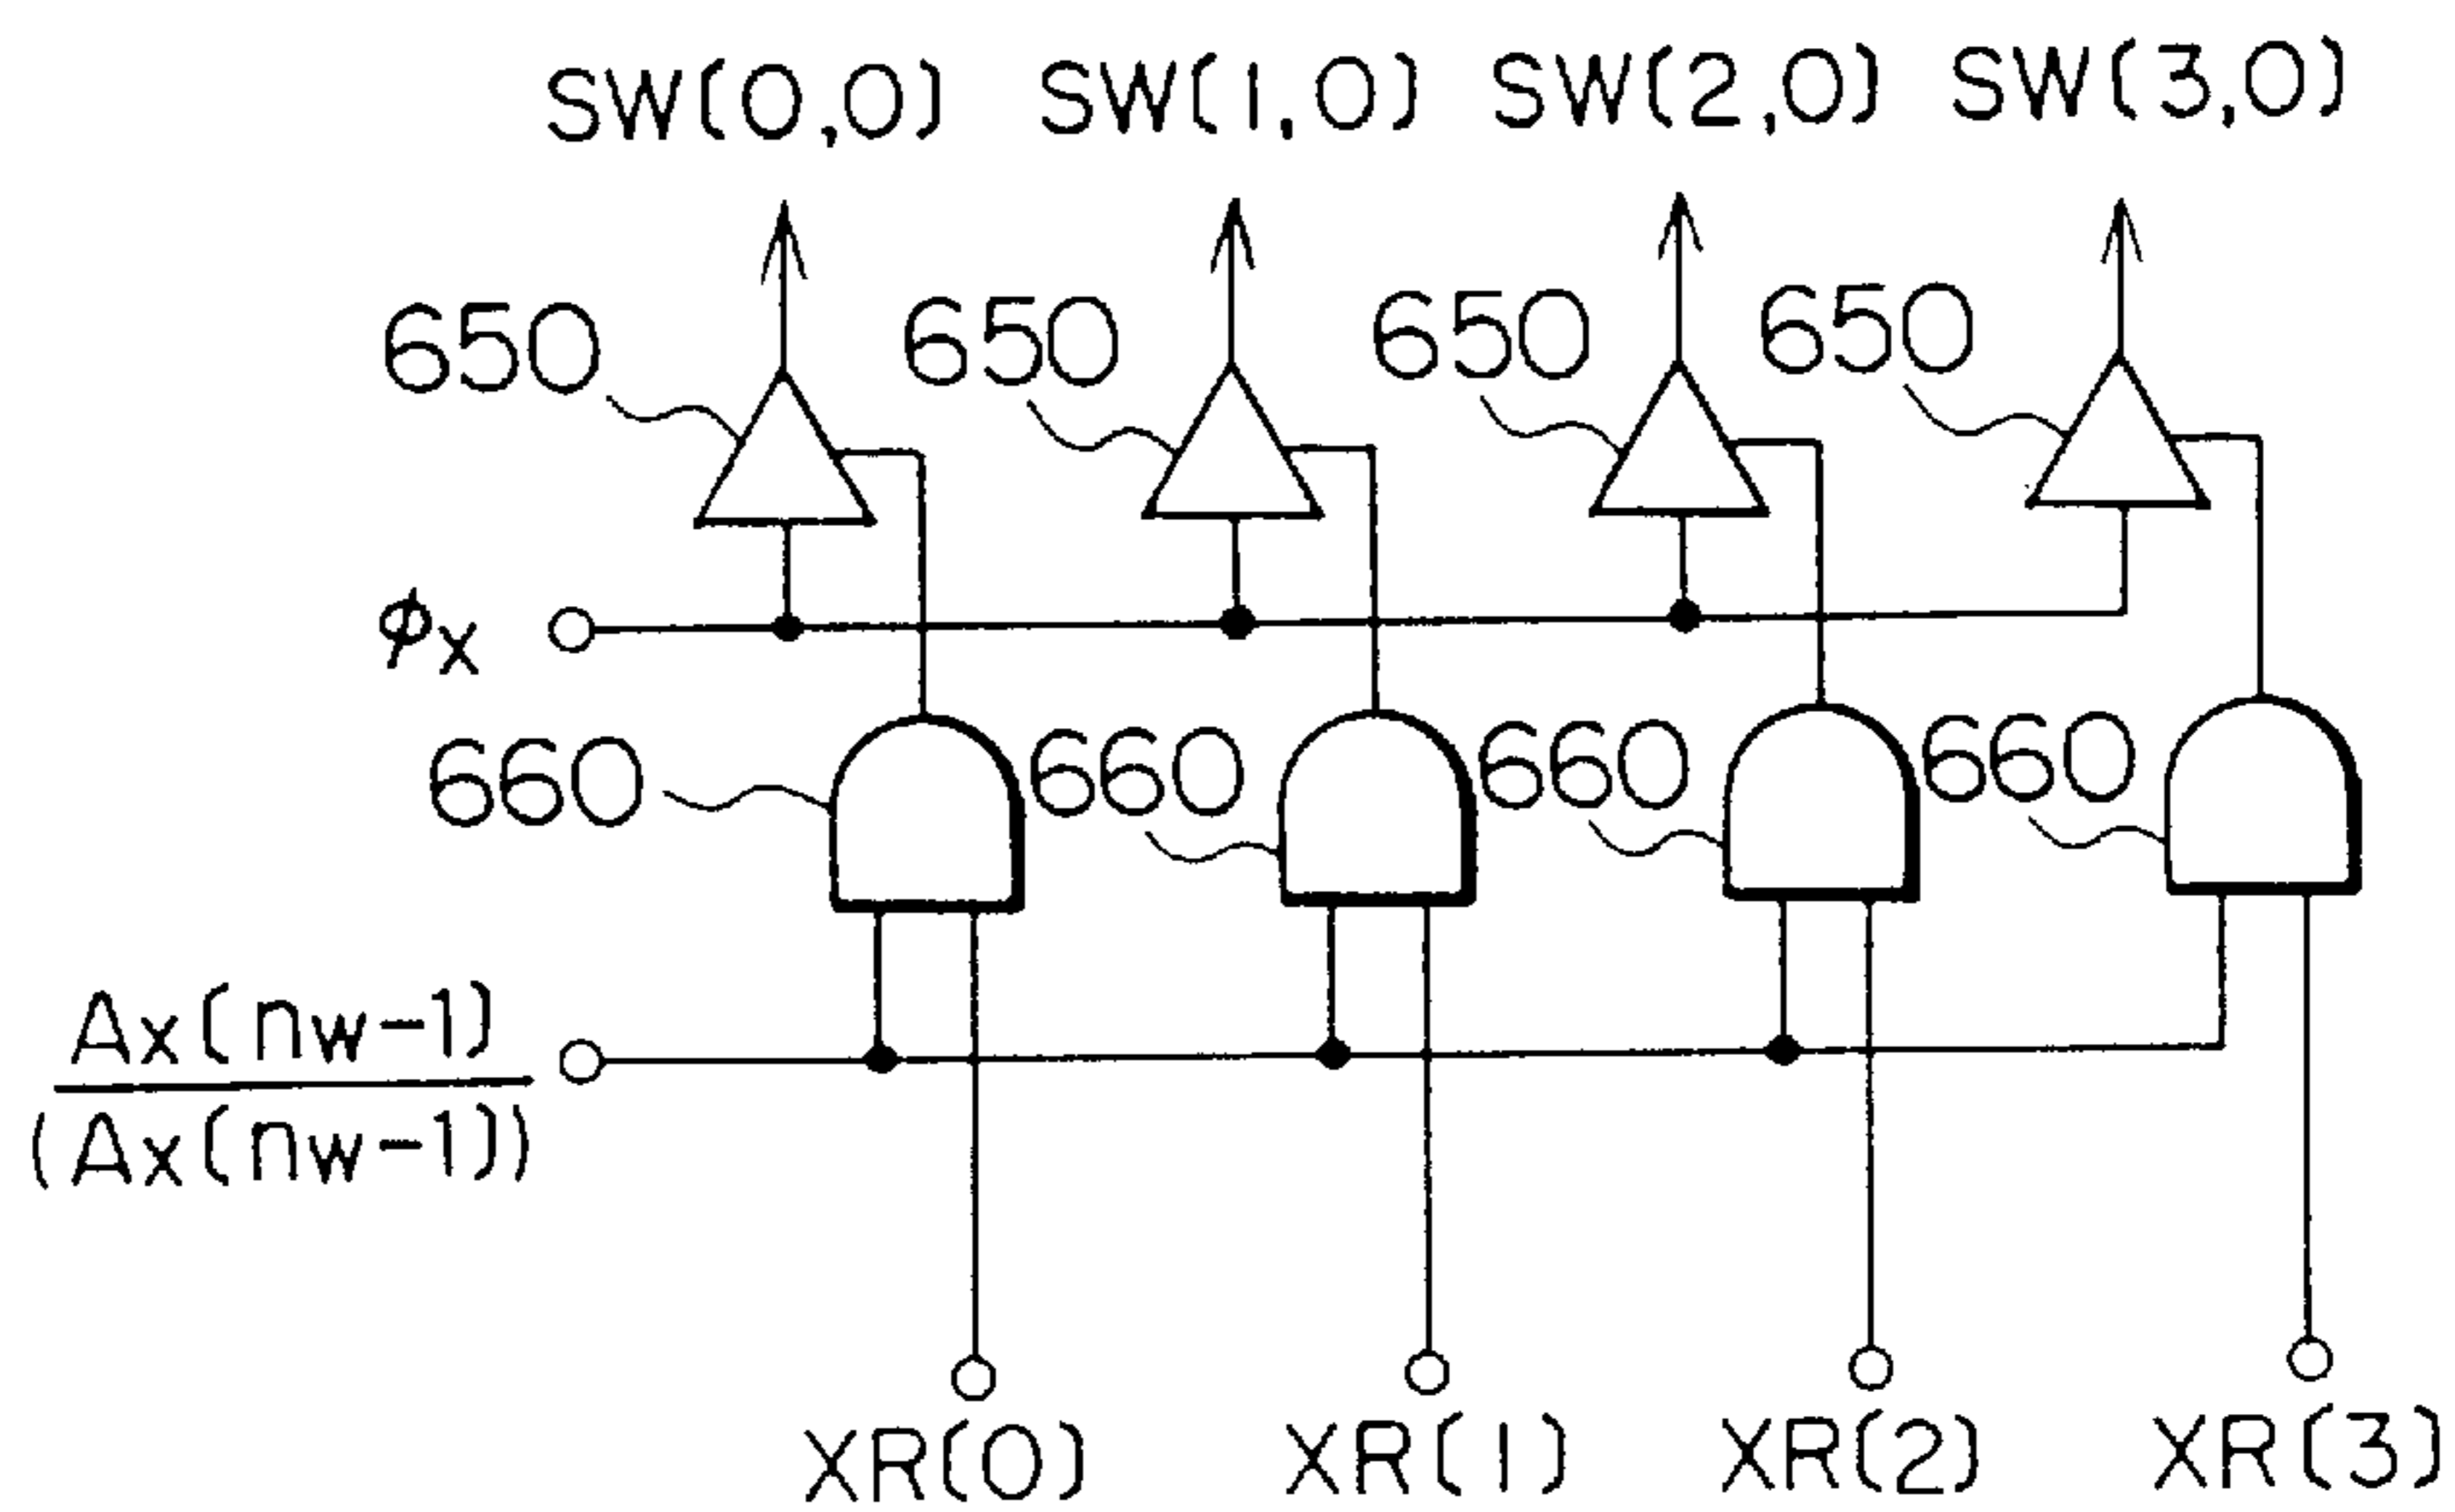 SW(0,0) SW(1,0) SW(2,0) SW(3,0)
650 650 650 650
φx
660 660 660 660
Ax(nw-1)
(Ax(nw-1))
XR(0) XR(1) XR(2) XR(3)